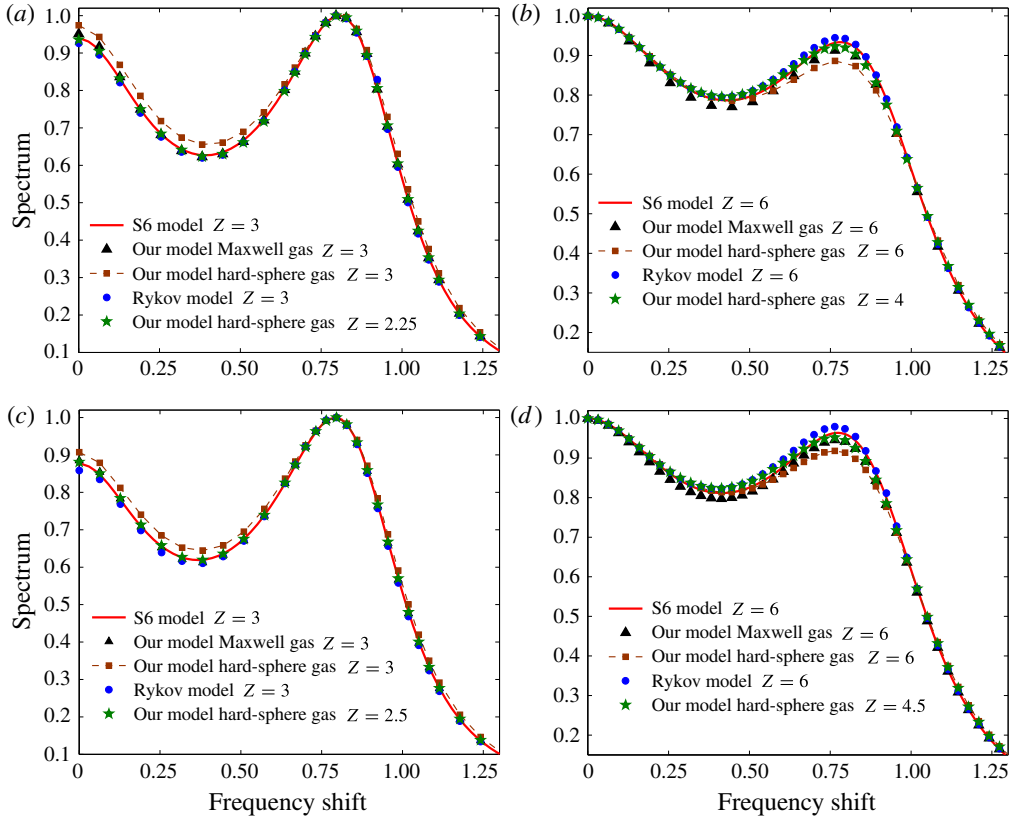 (a)
1.0
0.9
0.8
0.7
0.6
0.5
0.4
0.3
0.2
0.1
Spectrum
S6 model Z = 3
Our model Maxwell gas Z = 3
Our model hard-sphere gas Z = 3
Rykov model Z = 3
Our model hard-sphere gas Z = 2.25
0 0.25 0.50 0.75 1.00 1.25
(b)
1.0
0.9
0.8
0.7
0.6
0.5
0.4
0.3
0.2
S6 model Z = 6
Our model Maxwell gas Z = 6
Our model hard-sphere gas Z = 6
Rykov model Z = 6
Our model hard-sphere gas Z = 4
0 0.25 0.50 0.75 1.00 1.25
(c)
1.0
0.9
0.8
0.7
0.6
0.5
0.4
0.3
0.2
0.1
Spectrum
S6 model Z = 3
Our model Maxwell gas Z = 3
Our model hard-sphere gas Z = 3
Rykov model Z = 3
Our model hard-sphere gas Z = 2.5
0 0.25 0.50 0.75 1.00 1.25
Frequency shift
(d)
1.0
0.9
0.8
0.7
0.6
0.5
0.4
0.3
0.2
S6 model Z = 6
Our model Maxwell gas Z = 6
Our model hard-sphere gas Z = 6
Rykov model Z = 6
Our model hard-sphere gas Z = 4.5
0 0.25 0.50 0.75 1.00 1.25
Frequency shift